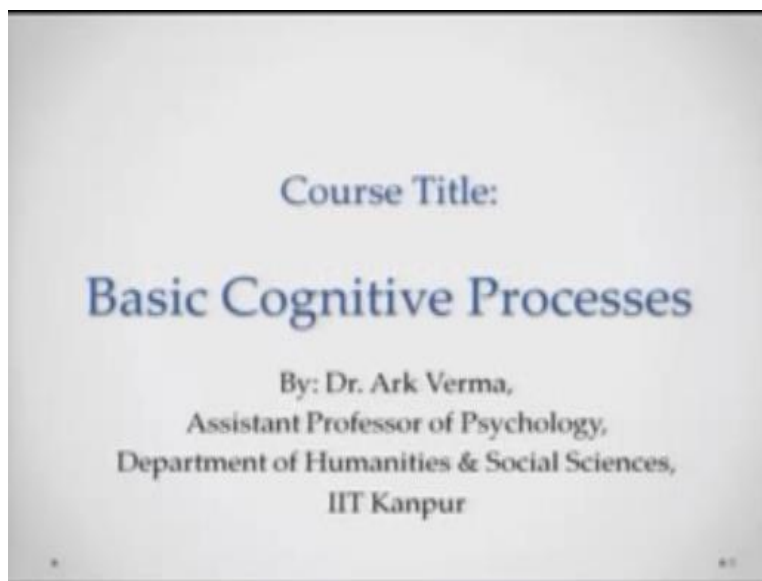 Course Title:
Basic Cognitive Processes
By: Dr. Ark Verma,
Assistant Professor of Psychology,
Department of Humanities & Social Sciences,
IIT Kanpur